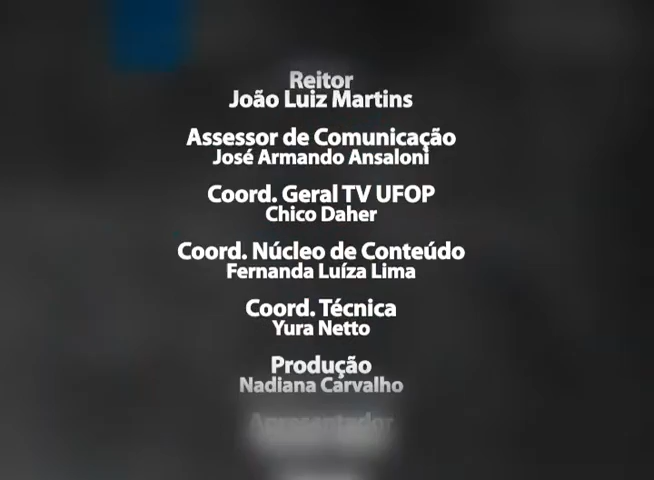 Reitor
João Luiz Martins
Assessor de Comunicação
José Armando Ansaloni
Coord. Geral TV UFOP
Chico Daher
Coord. Núcleo de Conteúdo
Fernanda Luíza Lima
Coord. Técnica
Yura Netto
Produção
Nadiana Carvalho
Apresentador